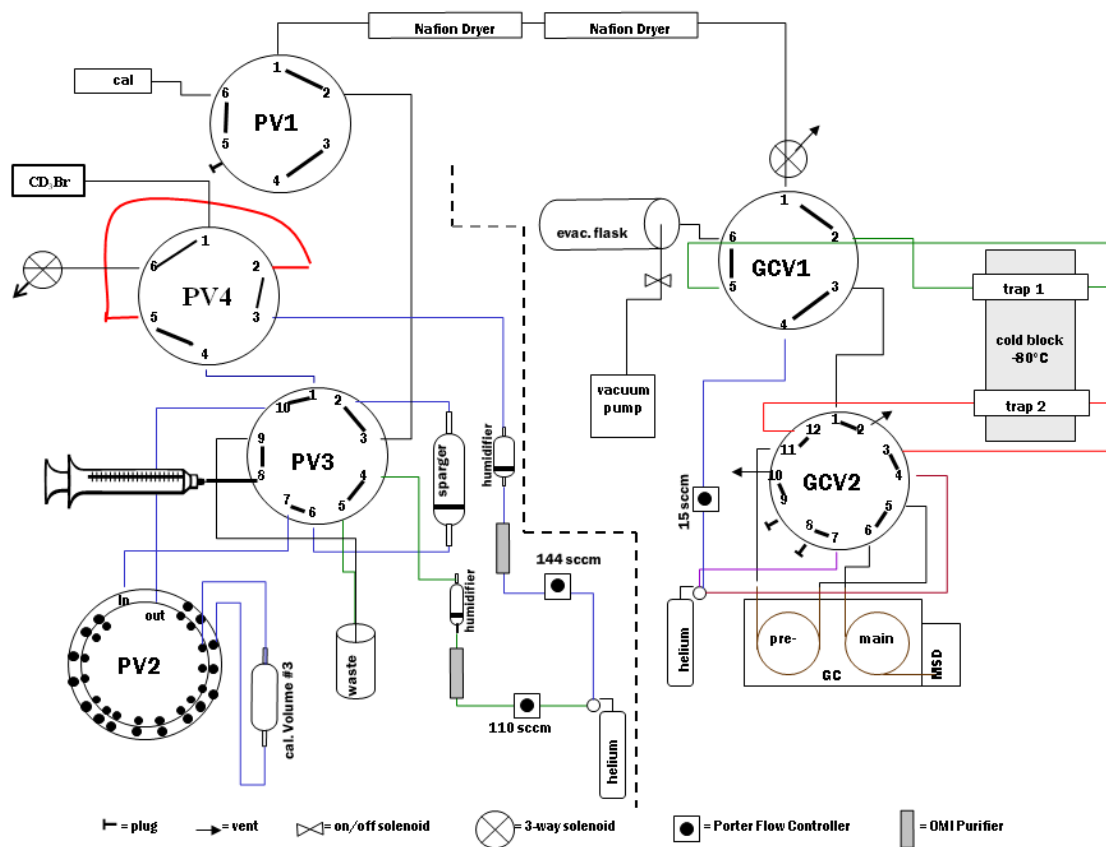 Nafion Dryer
Nafion Dryer
cal
1
2
3
4
5
6
PV1
CD3Br
1
2
3
4
5
6
PV4
evac. flask
vacuum
pump
1
2
3
4
5
6
GCV1
trap 1
cold block
-80°C
trap 2
1
2
3
4
5
6
7
8
9
10
PV3
sparger
humidifier
144 sccm
humidifier
110 sccm
helium
waste
In
out
PV2
cal. Volume #3
15 sccm
helium
1
2
3
4
5
6
7
8
9
10
11
12
GCV2
pre-
main
GC
MSD
= plug
= vent
= on/off solenoid
= 3-way solenoid
= Porter Flow Controller
= OMI Purifier